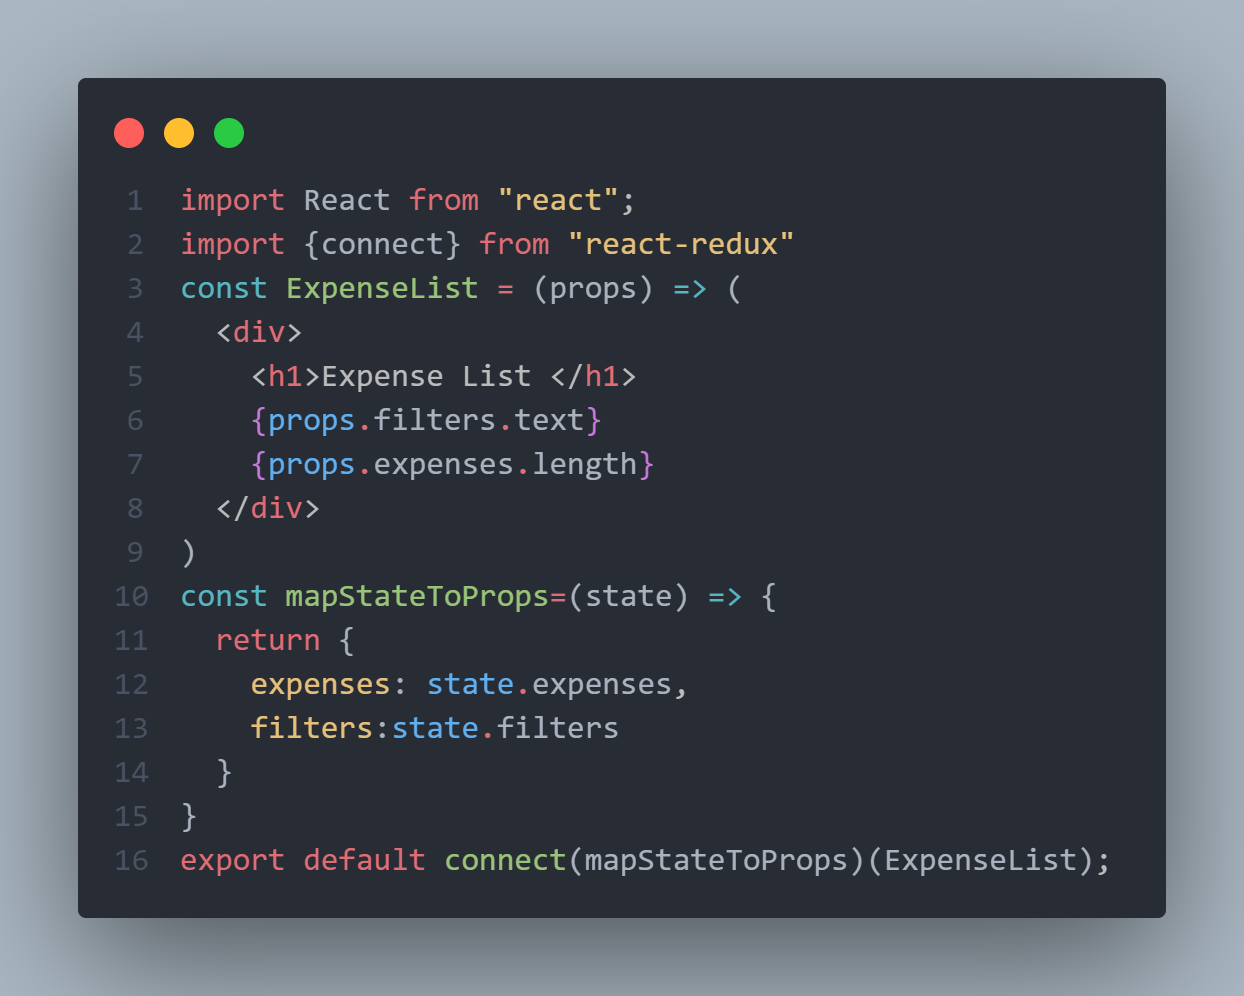 1 import React from "react";
2 import {connect} from "react-redux"
3 const ExpenseList = (props) => (
4   <div>
5     <h1>Expense List </h1>
6     {props.filters.text}
7     {props.expenses.length}
8   </div>
9 )
10 const mapStateToProps=(state) => {
11   return {
12     expenses: state.expenses,
13     filters:state.filters
14   }
15 }
16 export default connect(mapStateToProps)(ExpenseList);